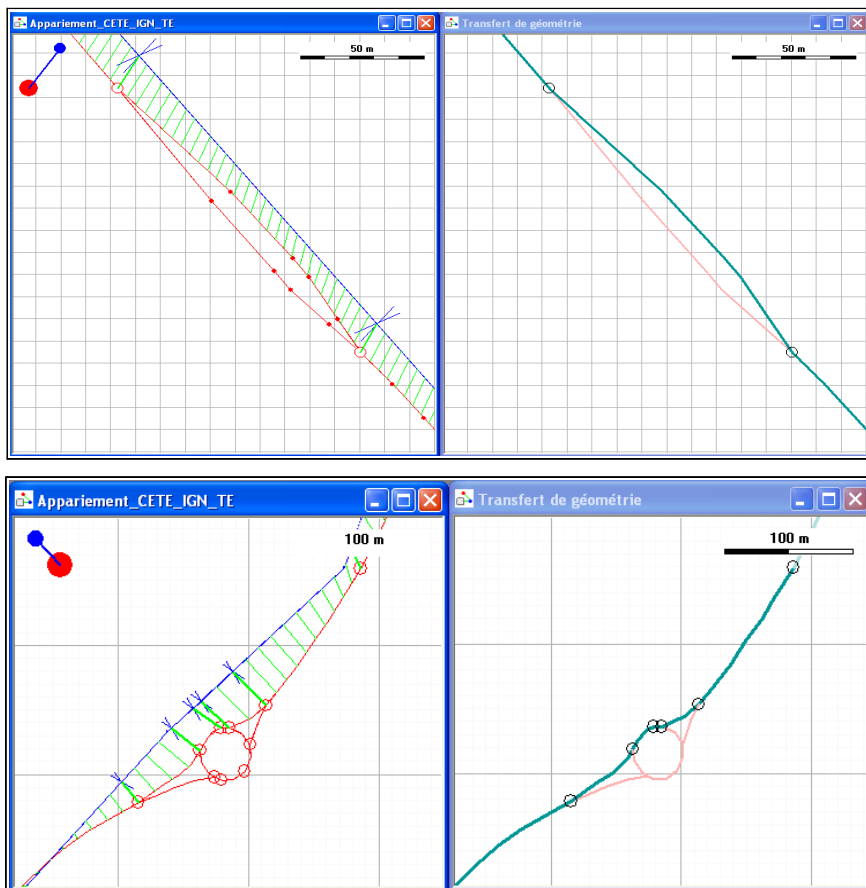 Appariement_CETE_IGN_TE
Transfert de géométrie
50 m
50 m
Appariement_CETE_IGN_TE
Transfert de géométrie
100 m
100 m